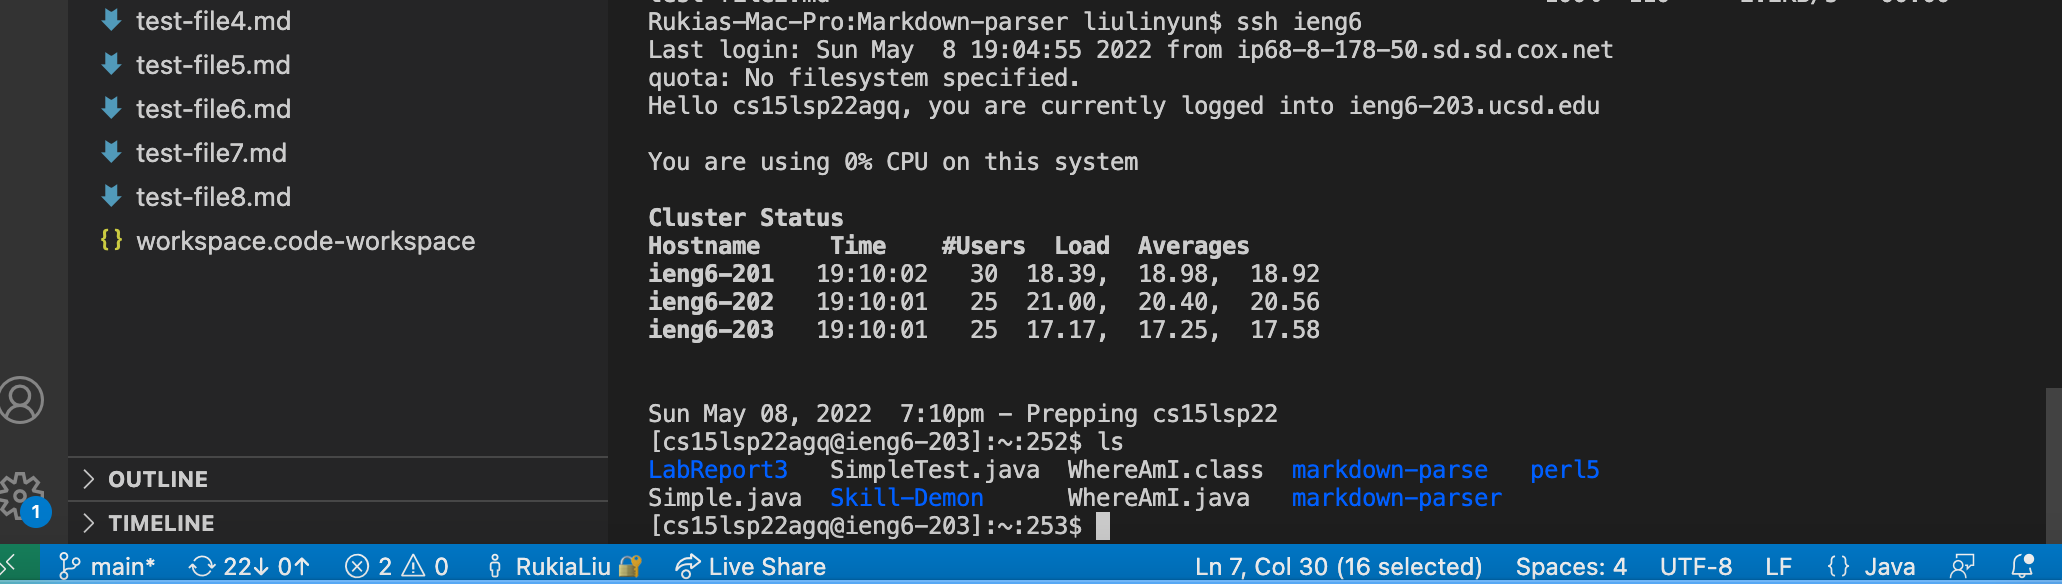 test-file4.md
test-file5.md
test-file6.md
test-file7.md
test-file8.md
{} workspace.code-workspace
OUTLINE
TIMELINE
1
Rukias-Mac-Pro:Markdown-parser liulinyun$ ssh ieng6
Last login: Sun May  8 19:04:55 2022 from ip68-8-178-50.sd.sd.cox.net
quota: No filesystem specified.
Hello cs15lsp22agq, you are currently logged into ieng6-203.ucsd.edu
You are using 0% CPU on this system
Cluster Status
Hostname     Time    #Users  Load  Averages
ieng6-201   19:10:02   30  18.39,  18.98,  18.92
ieng6-202   19:10:01   25  21.00,  20.40,  20.56
ieng6-203   19:10:01   25  17.17,  17.25,  17.58
Sun May 08, 2022  7:10pm - Prepping cs15lsp22
[cs15lsp22agq@ieng6-203]:~:252$ ls
LabReport3   SimpleTest.java  WhereAmI.class  markdown-parse   perl5
Simple.java  Skill-Demon      WhereAmI.java   markdown-parser
[cs15lsp22agq@ieng6-203]:~:253$
main* 22↓ 0↑ 2 0 RukiaLiu Live Share Ln 7, Col 30 (16 selected) Spaces: 4 UTF-8 LF {} Java